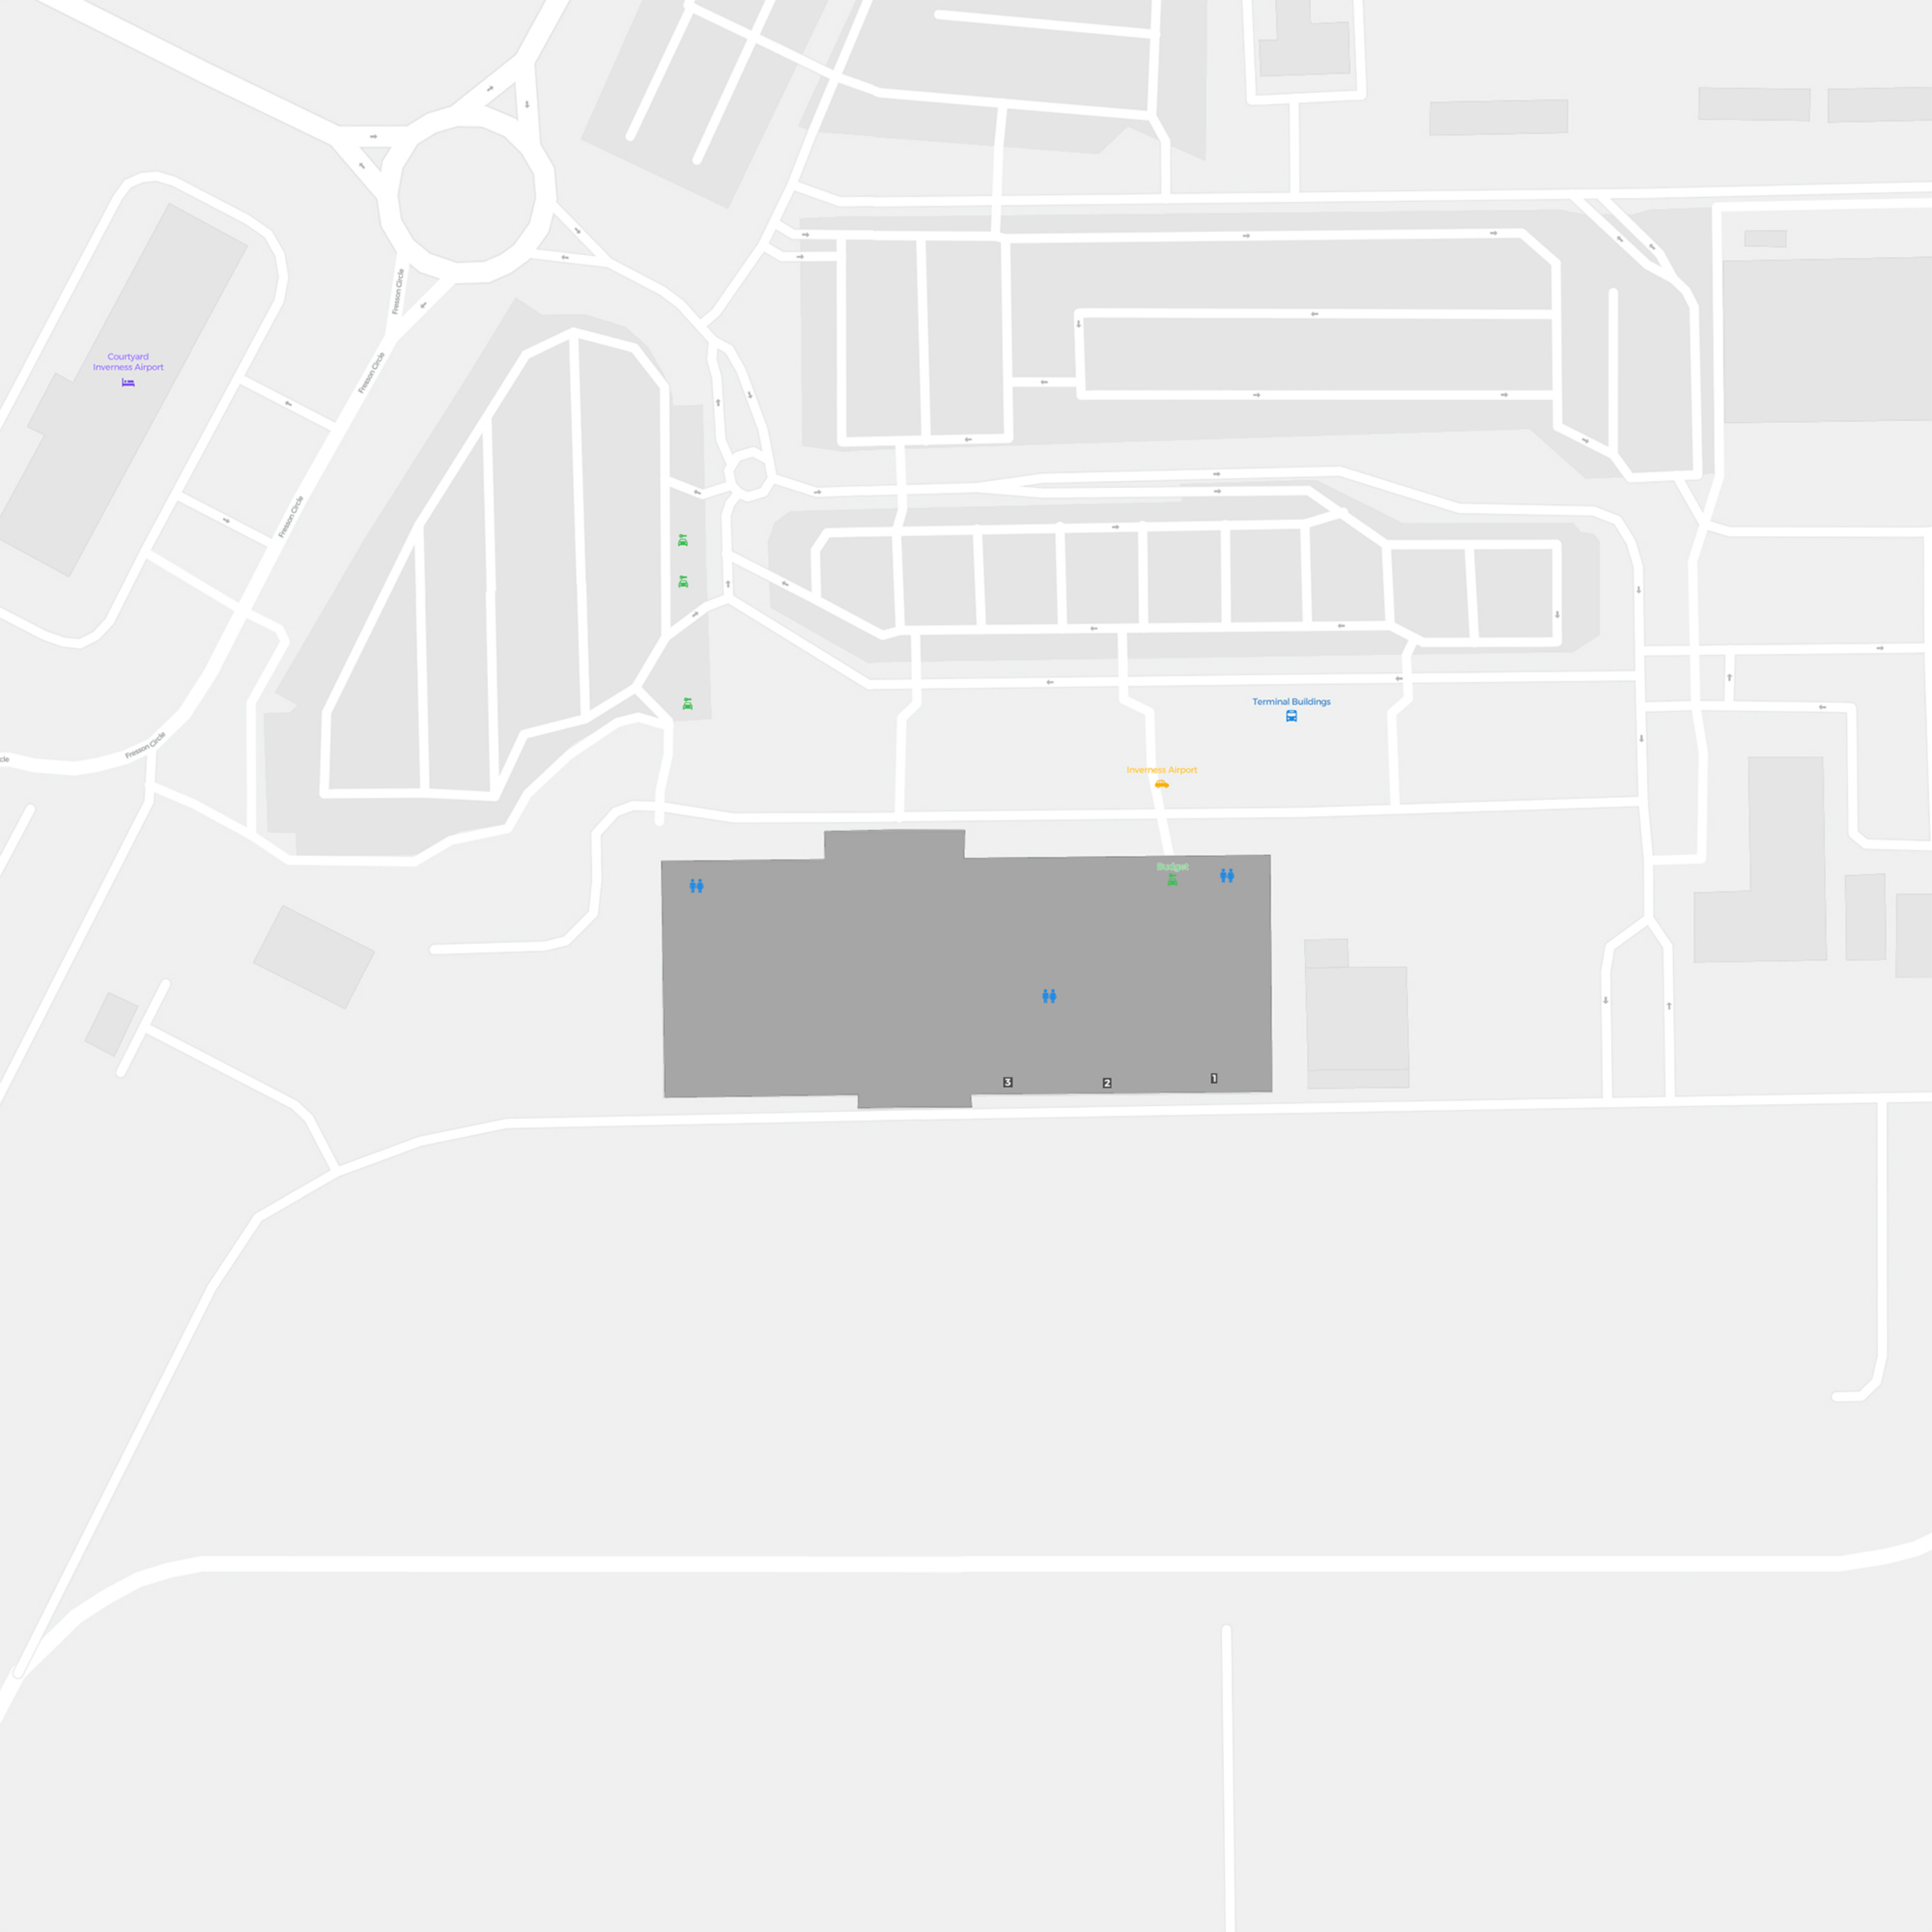 Fresson Circle
Courtyard
Inverness Airport
Fresson Circle
Fresson Circle
Terminal Buildings
Fresson Circle
cle
Inverness Airport
Budget
3
2
1